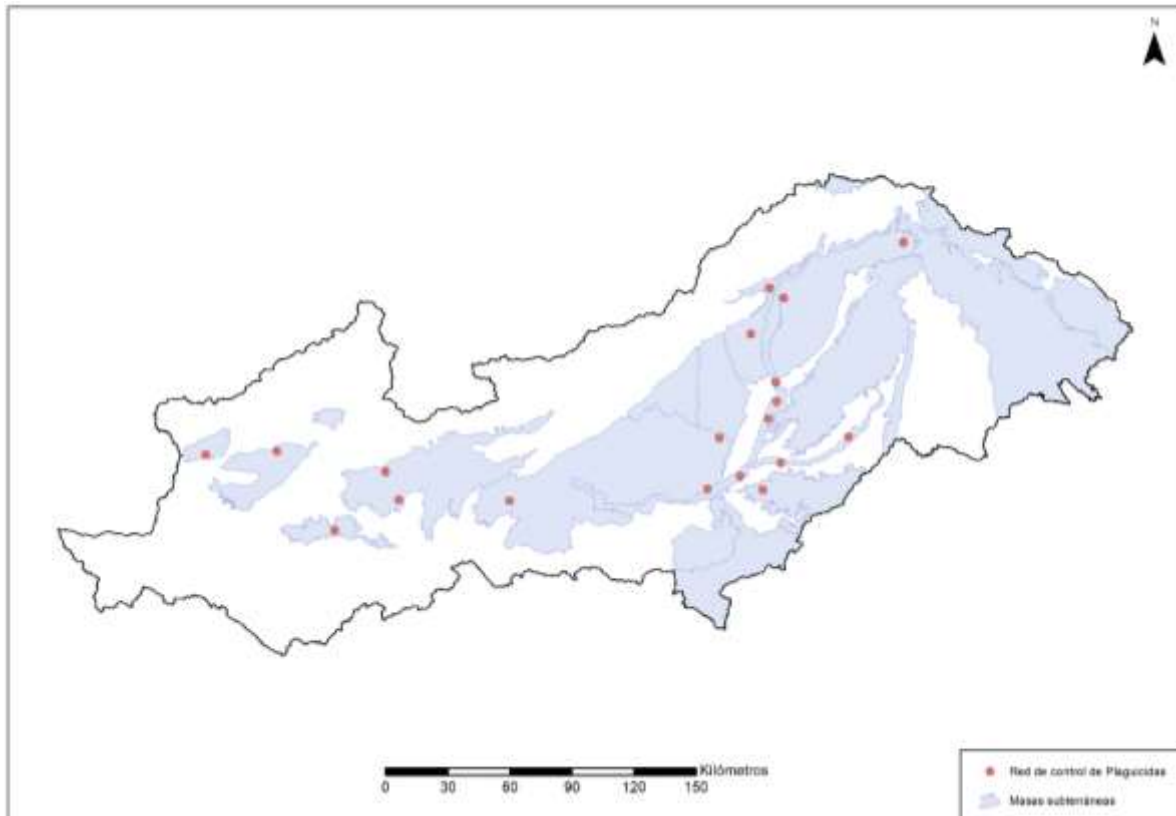 N
Kilómetros
0 30 60 90 120 150
Red de control de Plaguicidas
Masas subterráneas